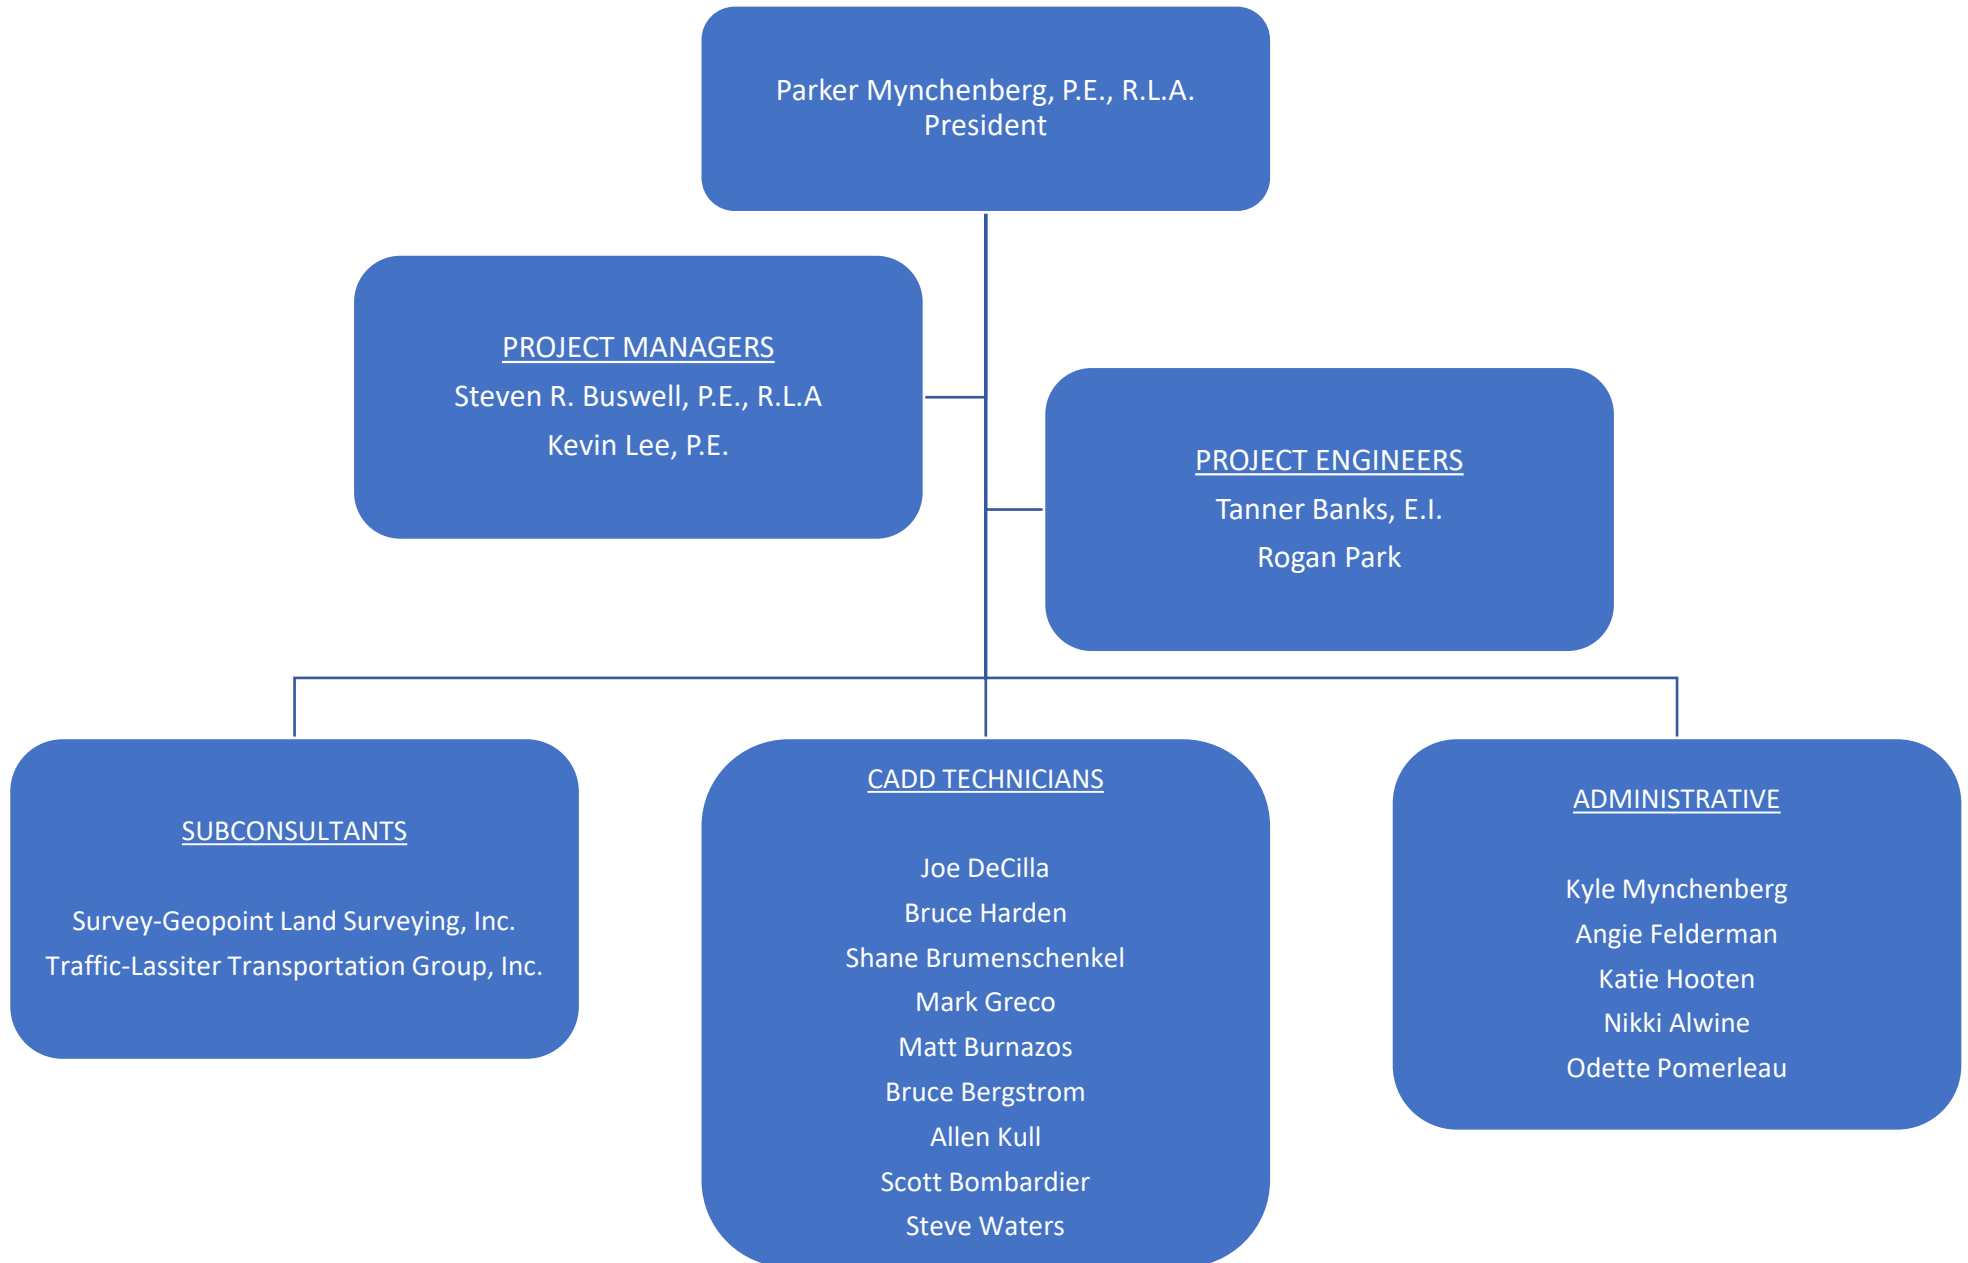 Parker Mynchenberg, P.E., R.L.A.
President
PROJECT MANAGERS
Steven R. Buswell, P.E., R.L.A
Kevin Lee, P.E.
PROJECT ENGINEERS
Tanner Banks, E.I.
Rogan Park
SUBCONSULTANTS
Survey-Geopoint Land Surveying, Inc.
Traffic-Lassiter Transportation Group, Inc.
CADD TECHNICIANS
Joe DeCilla
Bruce Harden
Shane Brumenschenkel
Mark Greco
Matt Burnazos
Bruce Bergstrom
Allen Kull
Scott Bombardier
Steve Waters
ADMINISTRATIVE
Kyle Mynchenberg
Angie Felderman
Katie Hooten
Nikki Alwine
Odette Pomerleau